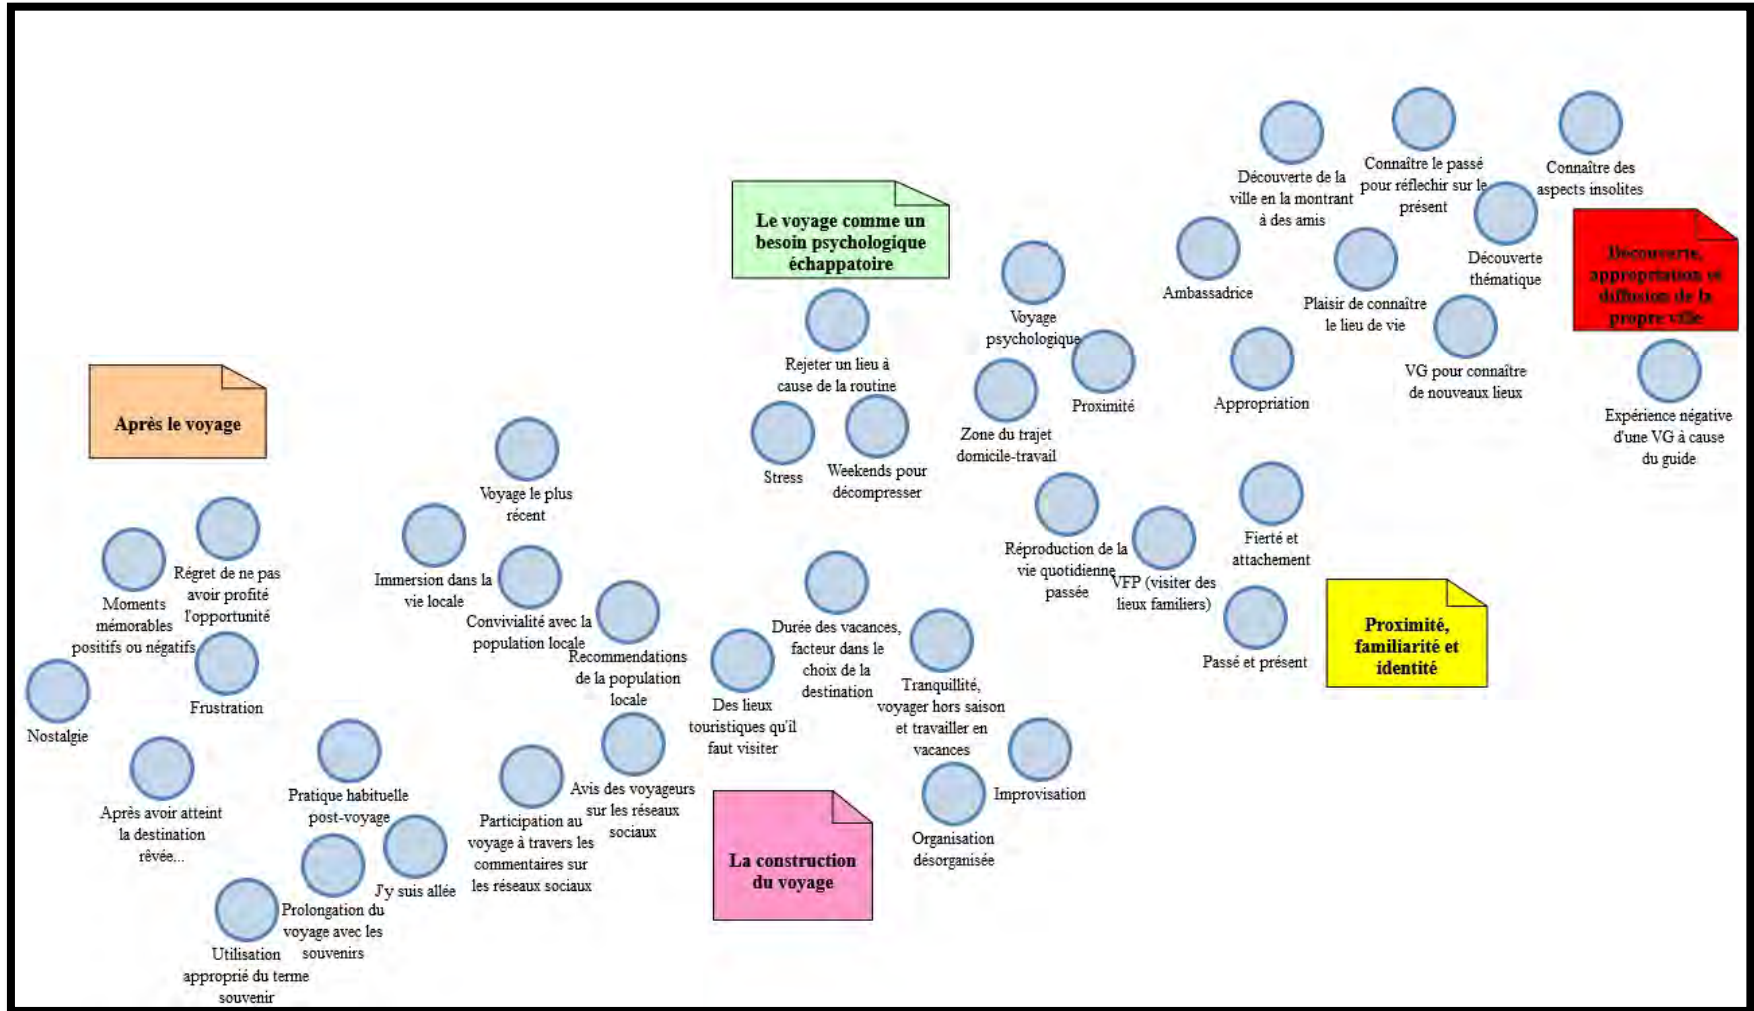 Découverte de la
ville en la montrant
à des amis
Connaître le passé
pour réflechir sur le
présent
Connaître des
aspects insolites
Le voyage comme un
besoin psychologique
échappatoire
Découverte,
appropriation et
diffusion de la
propre ville
Ambassadrice
Découverte
thématique
Plaisir de connaître
le lieu de vie
Voyage
psychologique
Rejeter un lieu à
cause de la routine
Proximité
Appropriation
VG pour connaître
de nouveaux lieux
Expérience négative
d'une VG à cause
du guide
Après le voyage
Stress
Weekends pour
décompresser
Zone du trajet
domicile-travail
Voyage le plus
récent
Immersion dans la
vie locale
Convivialité avec la
population locale
Recommendations
de la population
locale
Régret de ne pas
avoir profité
l'opportunité
Moments
mémorables
positifs ou négatifs
Frustration
Nostalgie
Réproduction de la
vie quotidienne
passée
VFP (visiter des
lieux familiers)
Fierté et
attachement
Passé et présent
Proximité,
familiarité et
identité
Durée des vacances,
facteur dans le
choix de la
destination
Des lieux
touristiques qu'il
faut visiter
Tranquillité,
voyager hors saison
et travailler en
vacances
Improvisation
Organisation
désorganisée
Après avoir atteint
la destination
rêvée...
Pratique habituelle
post-voyage
J'y suis allée
Participation au
voyage à travers les
commentaires sur
les réseaux sociaux
Avis des voyageurs
sur les réseaux
sociaux
La construction
du voyage
Prolongation du
voyage avec les
souvenirs
Utilisation
approprié du terme
souvenir